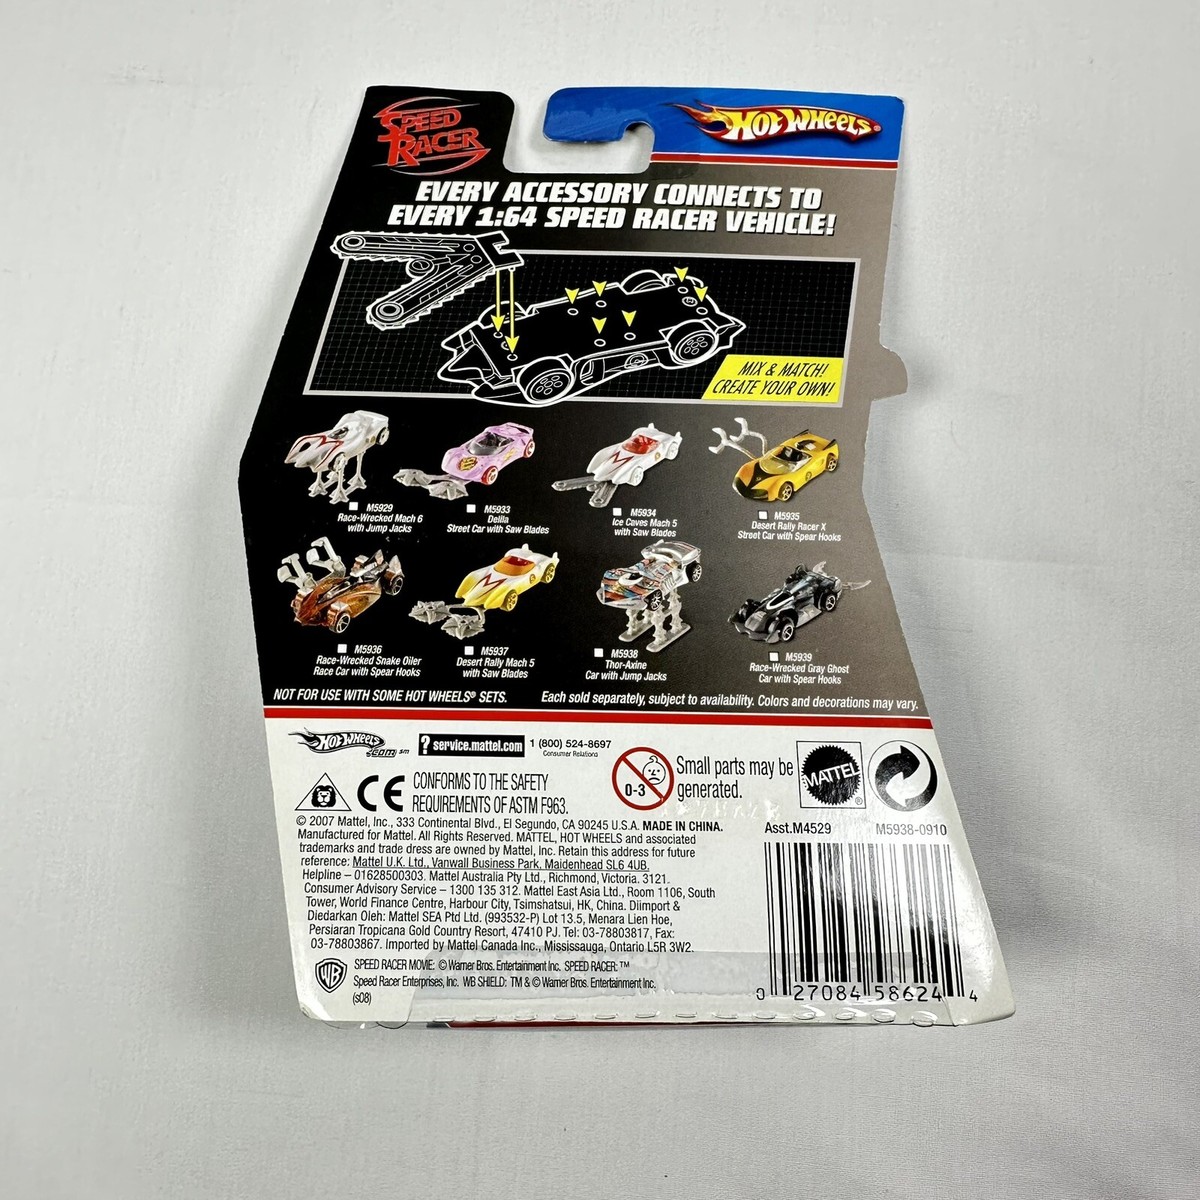 SPEED
RACER
HOT WHEELS®
EVERY ACCESSORY CONNECTS TO
EVERY 1:64 SPEED RACER VEHICLE!
MIX & MATCH!
CREATE YOUR OWN!
M5929
Race-Wrecked Mach 6
with Jump Jacks
M5933
Delila
Street Car with Saw Blades
M5934
Ice Caves Mach 5
with Saw Blades
M5935
Desert Rally Racer X
Street Car with Spear Hooks
M5936
Race-Wrecked Snake Oiler
Race Car with Spear Hooks
M5937
Desert Rally Mach 5
with Saw Blades
M5938
Thor-Axine
Car with Jump Jacks
M5939
Race-Wrecked Gray Ghost
Car with Spear Hooks
NOT FOR USE WITH SOME HOT WHEELS® SETS.
Each sold separately, subject to availability. Colors and decorations may vary.
HOT WHEELS
.com SM
? service.mattel.com
1 (800) 524-8697
Consumer Relations
CE
CONFORMS TO THE SAFETY
REQUIREMENTS OF ASTM F963.
0-3
Small parts may be
generated.
MATTEL®
© 2007 Mattel, Inc., 333 Continental Blvd., El Segundo, CA 90245 U.S.A. MADE IN CHINA.
Manufactured for Mattel. All Rights Reserved. MATTEL, HOT WHEELS and associated
trademarks and trade dress are owned by Mattel, Inc. Retain this address for future
reference: Mattel U.K. Ltd., Vanwall Business Park, Maidenhead SL6 4UB.
Helpline – 01628500303. Mattel Australia Pty Ltd., Richmond, Victoria. 3121.
Consumer Advisory Service – 1300 135 312. Mattel East Asia Ltd., Room 1106, South
Tower, World Finance Centre, Harbour City, Tsimshatsui, HK, China. Diimport &
Diedarkan Oleh: Mattel SEA Ptd Ltd. (993532-P) Lot 13.5, Menara Lien Hoe,
Persiaran Tropicana Gold Country Resort, 47410 PJ. Tel: 03-78803817, Fax:
03-78803867. Imported by Mattel Canada Inc., Mississauga, Ontario L5R 3W2.
WB
SPEED RACER MOVIE: © Warner Bros. Entertainment Inc. SPEED RACER: ™
Speed Racer Enterprises, Inc. WB SHIELD: TM & © Warner Bros. Entertainment Inc.
(s08)
Asst.M4529
M5938-0910
0 27084 58624 4